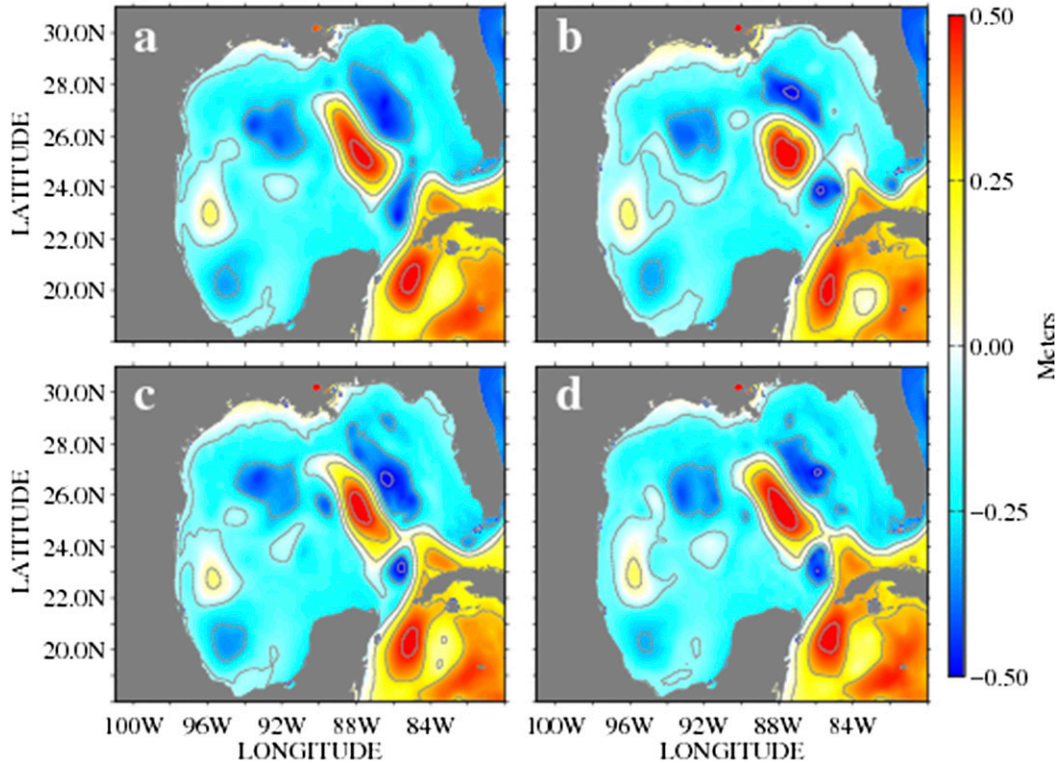 a
b
c
d
30.0N
28.0N
26.0N
24.0N
22.0N
20.0N
LATITUDE
30.0N
28.0N
26.0N
24.0N
22.0N
20.0N
LATITUDE
100W 96W 92W 88W 84W
LONGITUDE
100W 96W 92W 88W 84W
LONGITUDE
0.50
0.25
0.00
−0.25
−0.50
Meters